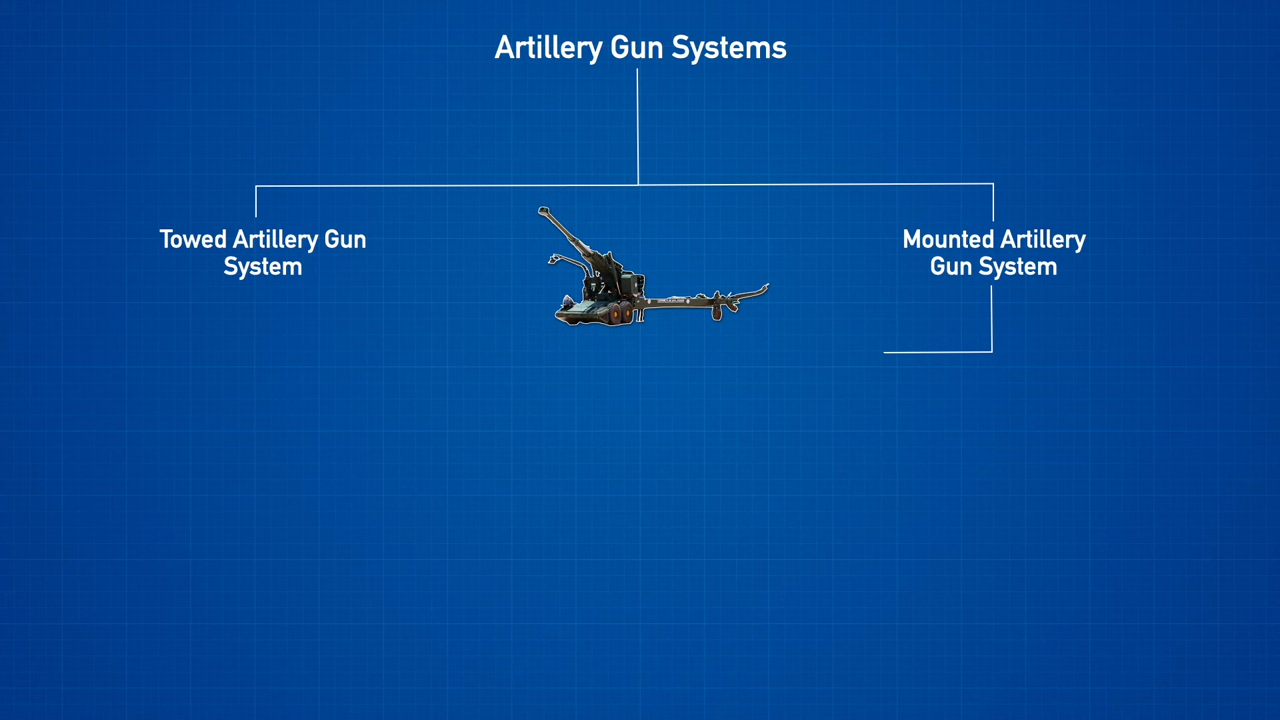 Artillery Gun Systems
Towed Artillery Gun
System
Mounted Artillery
Gun System